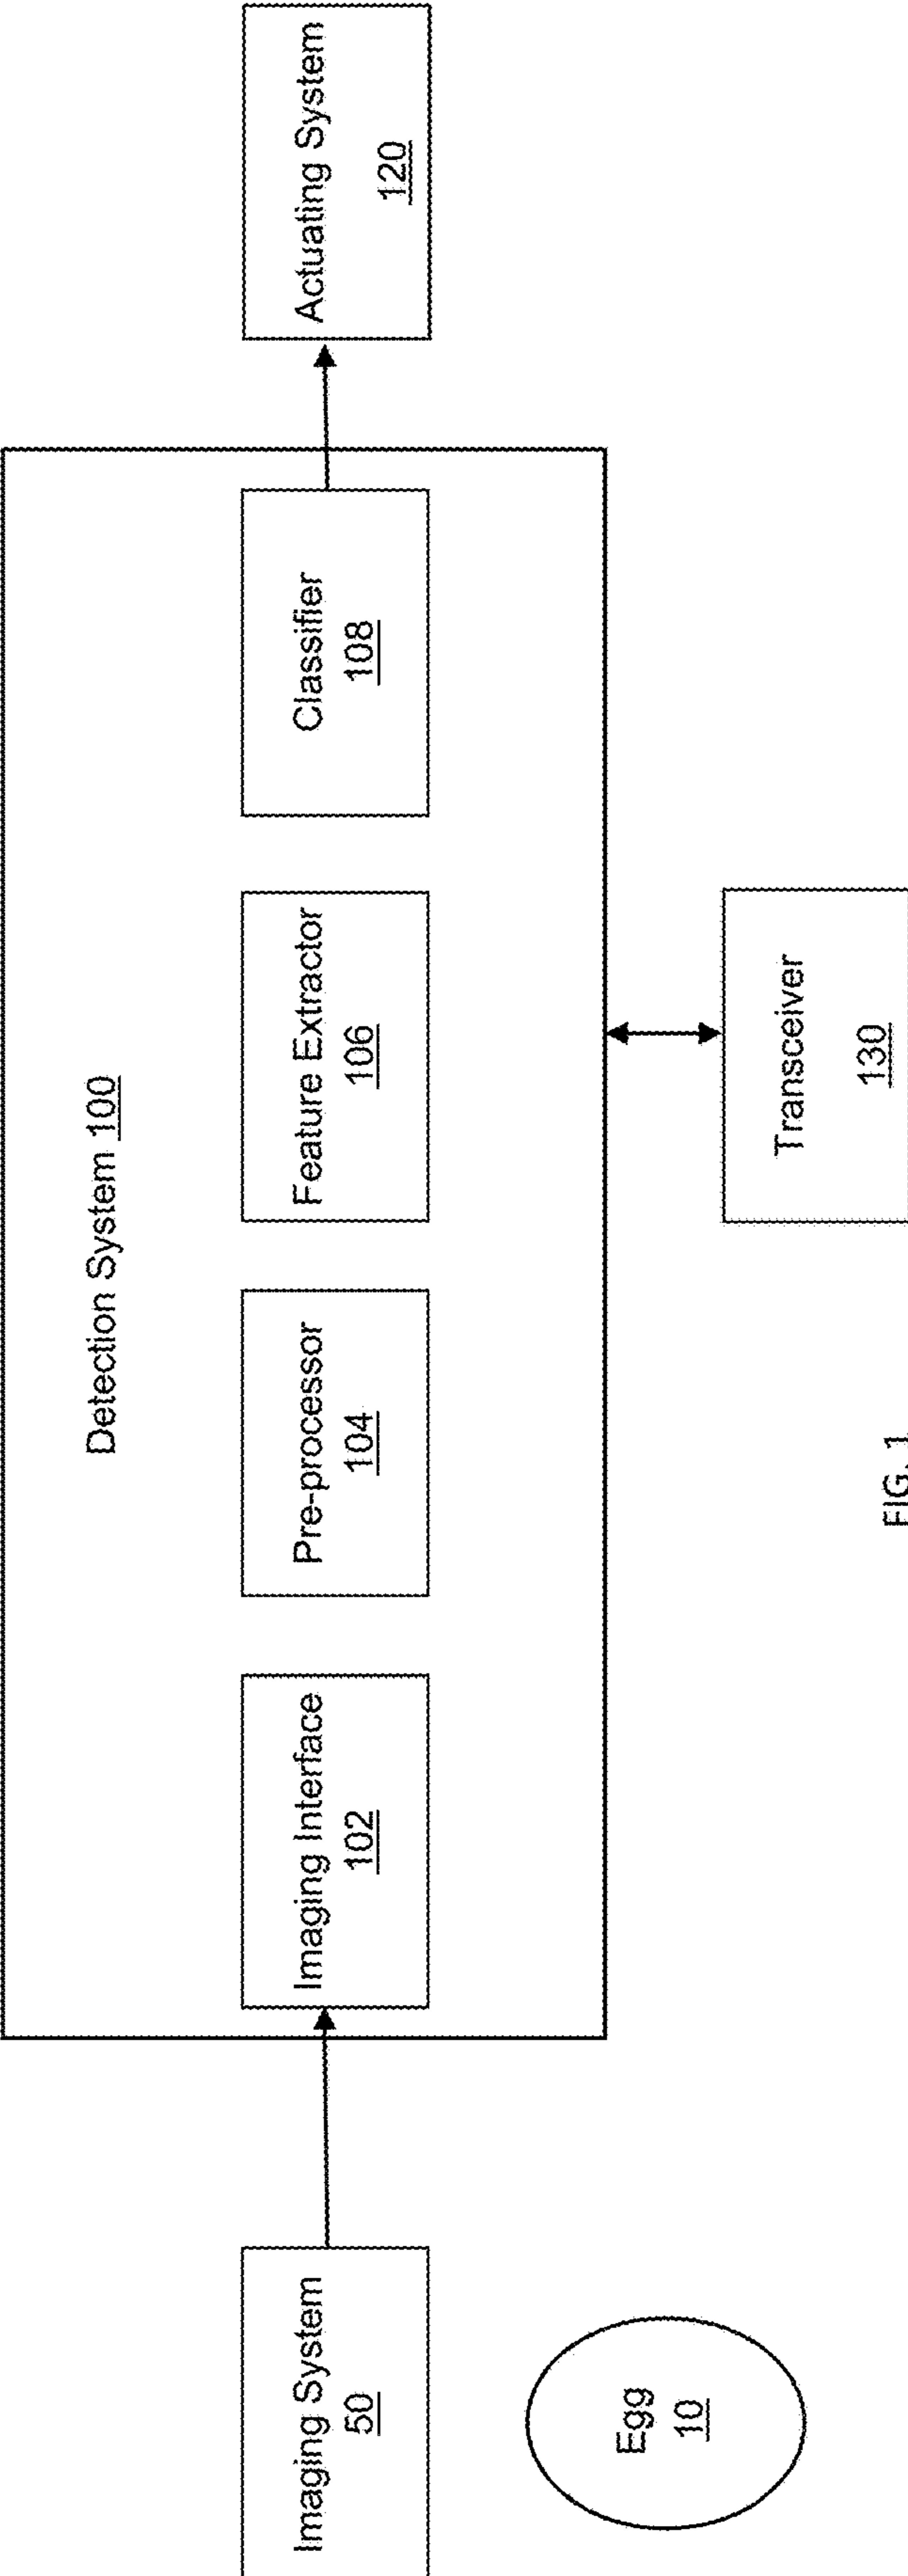 Detection System 100
Imaging System
50
Imaging Interface
102
Pre-processor
104
Feature Extractor
106
Classifier
108
Actuating System
120
Egg
10
Transceiver
130
FIG. 1